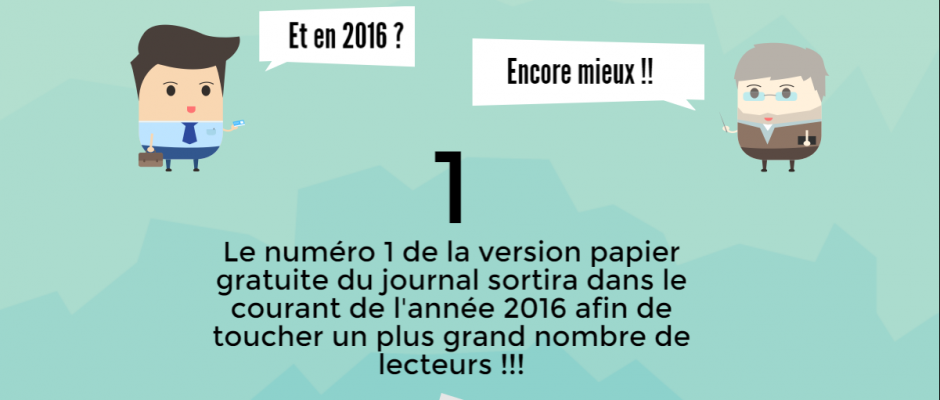 Et en 2016 ?
Encore mieux !!
1
Le numéro 1 de la version papier
gratuite du journal sortira dans le
courant de l'année 2016 afin de
toucher un plus grand nombre de
lecteurs !!!